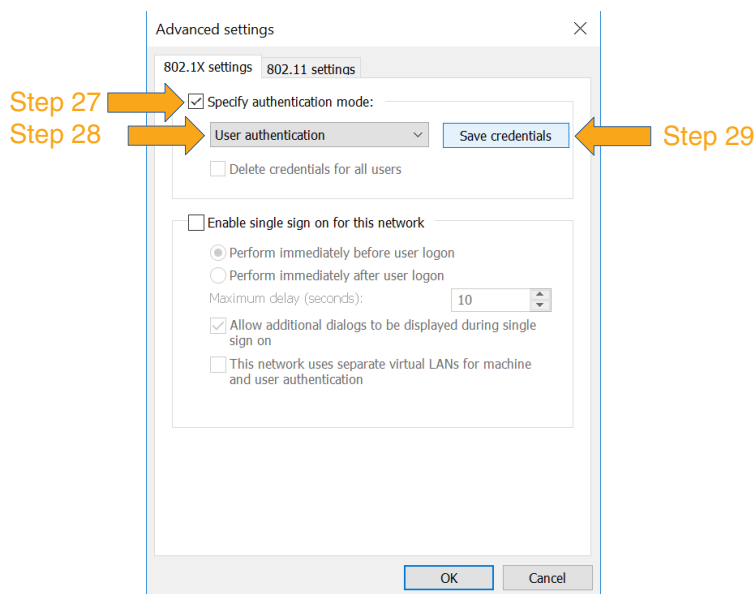 Advanced settings
802.1X settings 802.11 settings
Step 27
Specify authentication mode:
Step 28
User authentication
Save credentials
Step 29
Delete credentials for all users
Enable single sign on for this network
Perform immediately before user logon
Perform immediately after user logon
Maximum delay (seconds):
10
Allow additional dialogs to be displayed during single
sign on
This network uses separate virtual LANs for machine
and user authentication
OK
Cancel